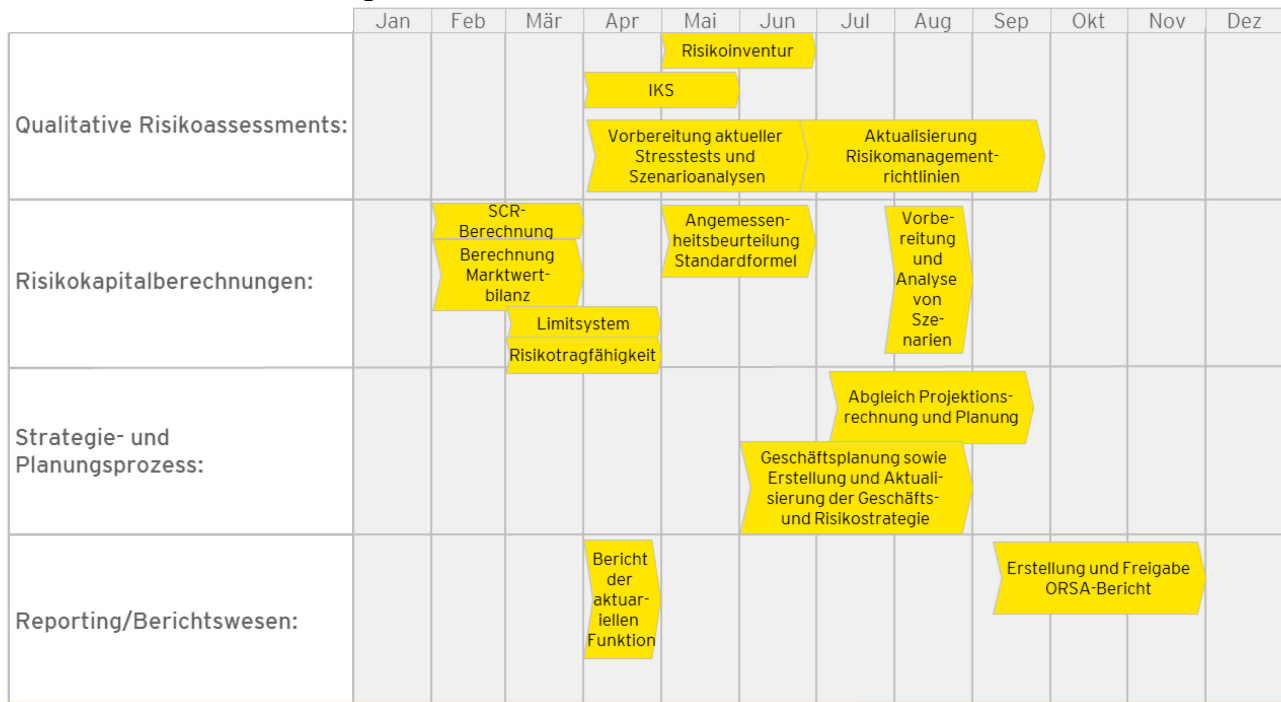 Jan Feb Mär Apr Mai Jun Jul Aug Sep Okt Nov Dez
Qualitative Risikoassessments:
Risikoinventur
IKS
Vorbereitung aktueller
Stresstests und
Szenarioanalysen
Aktualisierung
Risikomanagement-
richtlinien
Risikokapitalberechnungen:
SCR-
Berechnung
Berechnung
Marktwert-
bilanz
Limitsystem
Risikotragfähigkeit
Angemessen-
heitsbeurteilung
Standardformel
Vorbe-
reitung
und
Analyse
von
Sze-
narien
Strategie- und
Planungsprozess:
Abgleich Projektions-
rechnung und Planung
Geschäftsplanung sowie
Erstellung und Aktuali-
sierung der Geschäfts-
und Risikostrategie
Reporting/Berichtswesen:
Bericht
der
aktuar-
iellen
Funktion
Erstellung und Freigabe
ORSA-Bericht